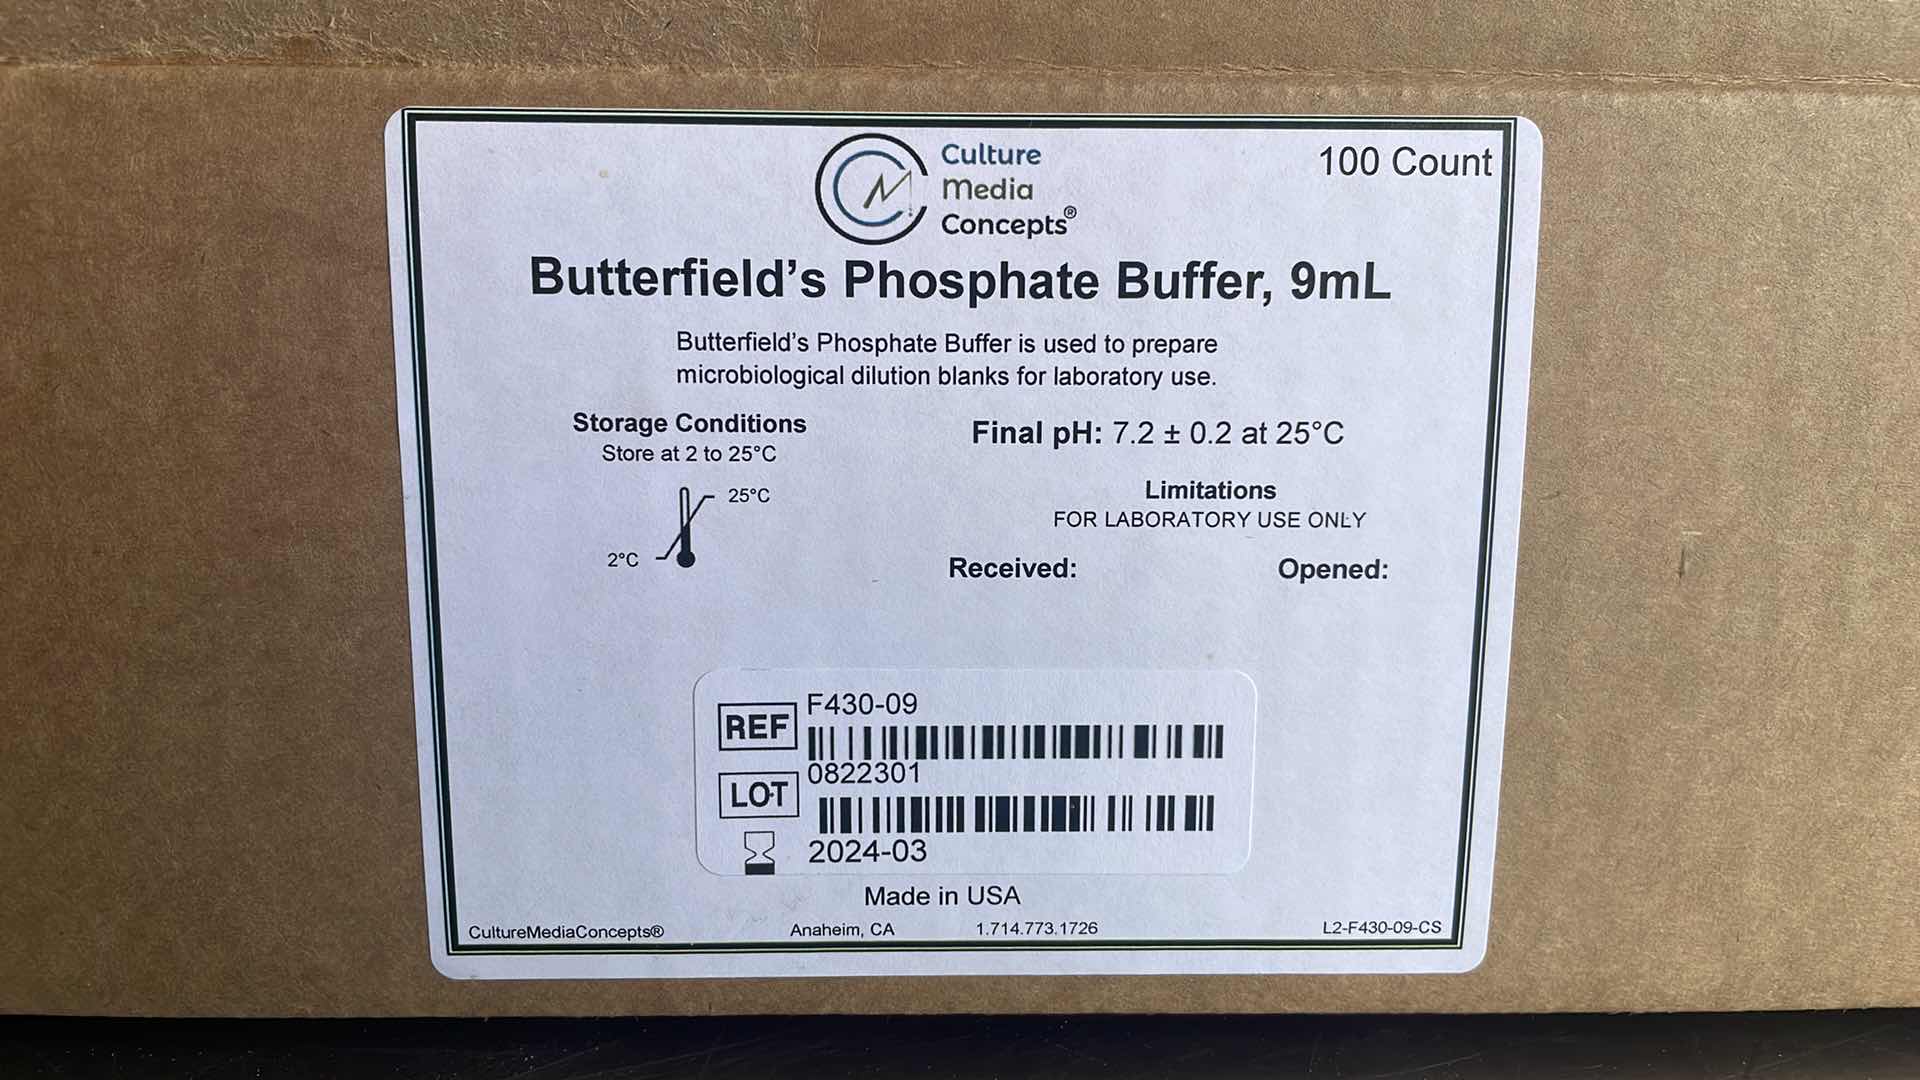 Culture
Media
Concepts®
100 Count
Butterfield's Phosphate Buffer, 9mL
Butterfield's Phosphate Buffer is used to prepare
microbiological dilution blanks for laboratory use.
Storage Conditions
Store at 2 to 25°C
25°C
2°C
Final pH: 7.2 ± 0.2 at 25°C
Limitations
FOR LABORATORY USE ONLY
Received: Opened:
REF F430-09
LOT 0822301
2024-03
Made in USA
CultureMediaConcepts® Anaheim, CA 1.714.773.1726 L2-F430-09-CS